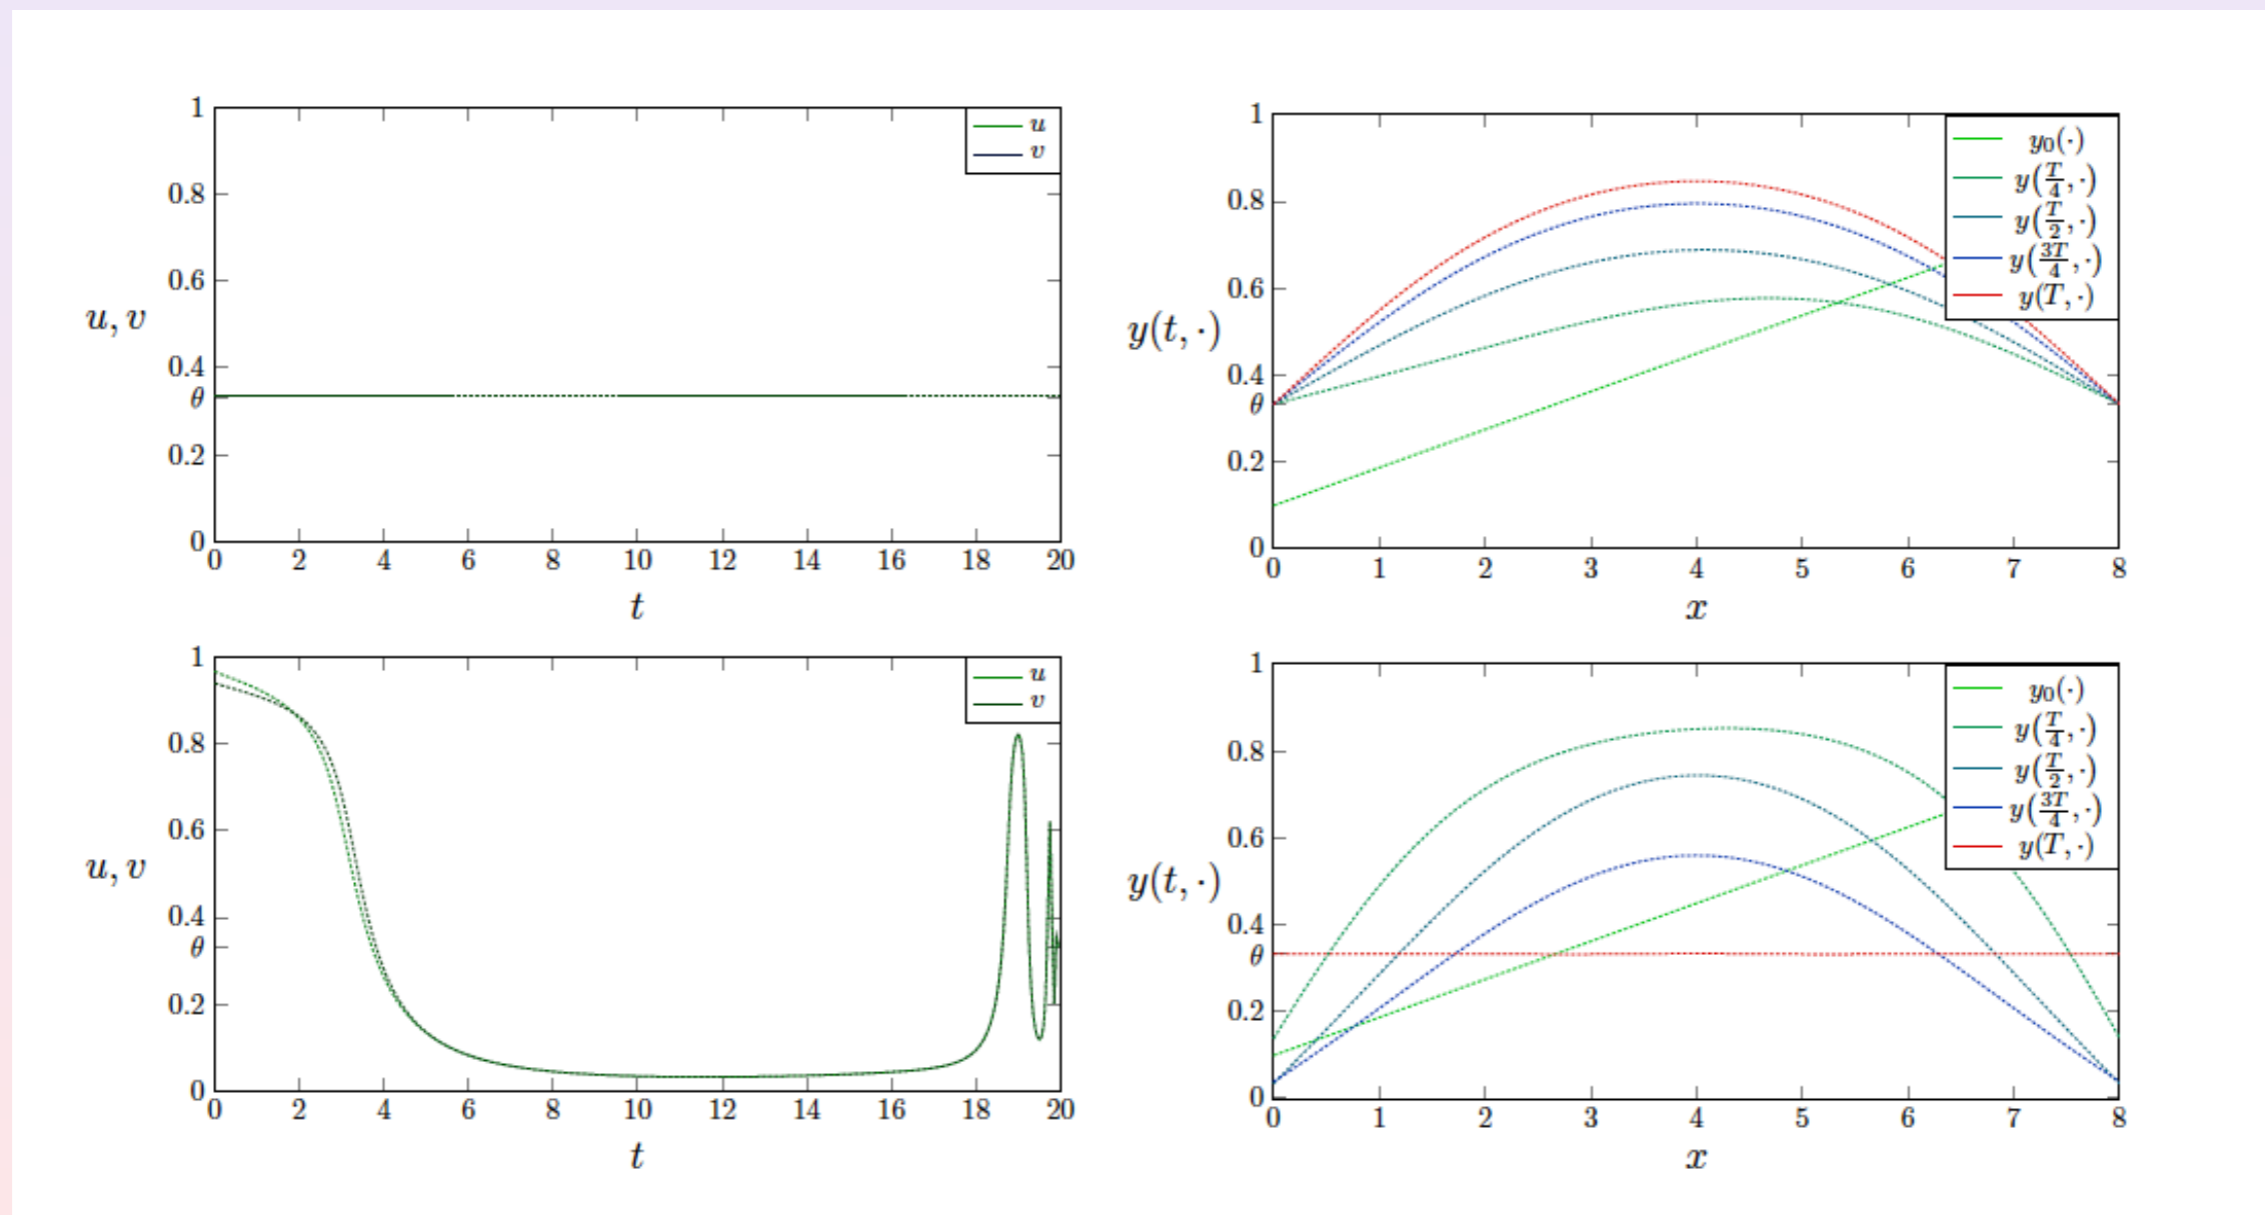 1
0.8
0.6
0.4
θ
0.2
0
u, v
0 2 4 6 8 10 12 14 16 18 20
t
u
v
1
0.8
0.6
0.4
θ
0.2
0
y(t, ·)
0 1 2 3 4 5 6 7 8
x
y₀(·)
y(T/4, ·)
y(T/2, ·)
y(3T/4, ·)
y(T, ·)
1
0.8
0.6
0.4
θ
0.2
0
u, v
0 2 4 6 8 10 12 14 16 18 20
t
u
v
1
0.8
0.6
0.4
θ
0.2
0
y(t, ·)
0 1 2 3 4 5 6 7 8
x
y₀(·)
y(T/4, ·)
y(T/2, ·)
y(3T/4, ·)
y(T, ·)